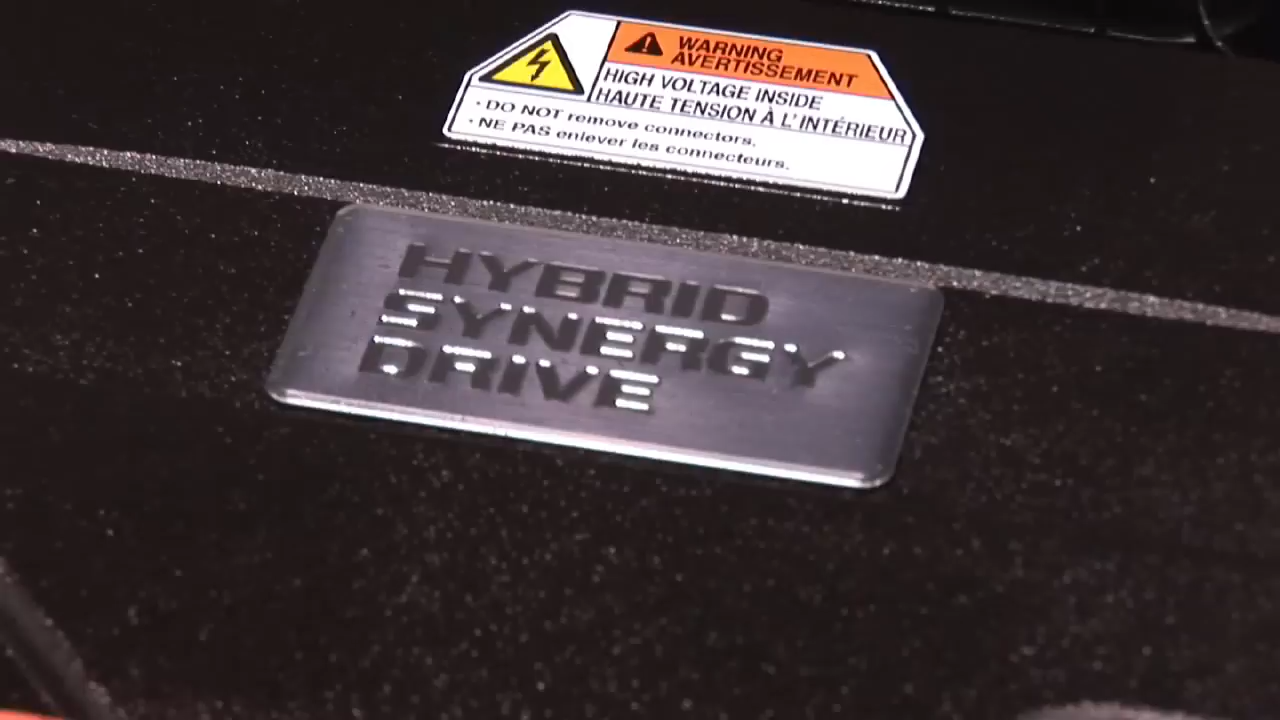 WARNING
AVERTISSEMENT
HIGH VOLTAGE INSIDE
HAUTE TENSION À L'INTÉRIEUR
· DO NOT remove connectors.
· NE PAS enlever les connecteurs.
HYBRID
SYNERGY
DRIVE